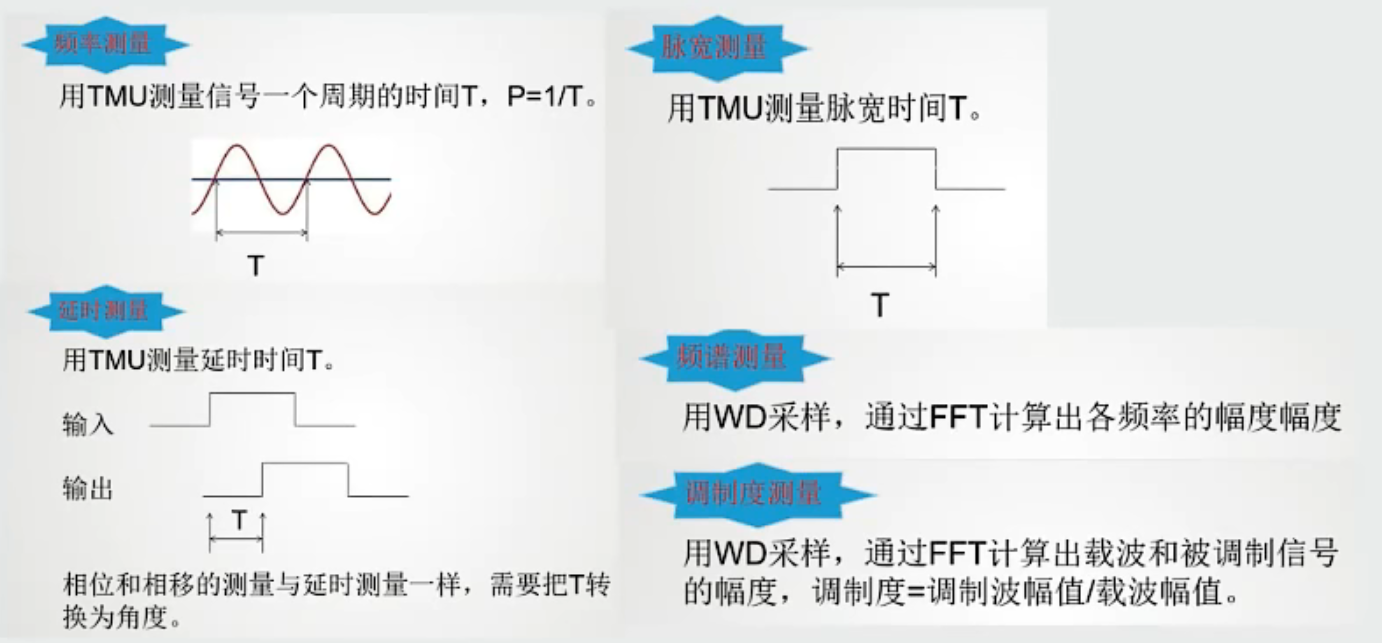 频率测量
用TMU测量信号一个周期的时间T，P=1/T。
T
延时测量
用TMU测量延时时间T。
输入
输出
T
相位和相移的测量与延时测量一样，需要把T转
换为角度。
脉宽测量
用TMU测量脉宽时间T。
T
频谱测量
用WD采样，通过FFT计算出各频率的幅度幅度
调制度测量
用WD采样，通过FFT计算出载波和被调制信号
的幅度，调制度=调制波幅值/载波幅值。